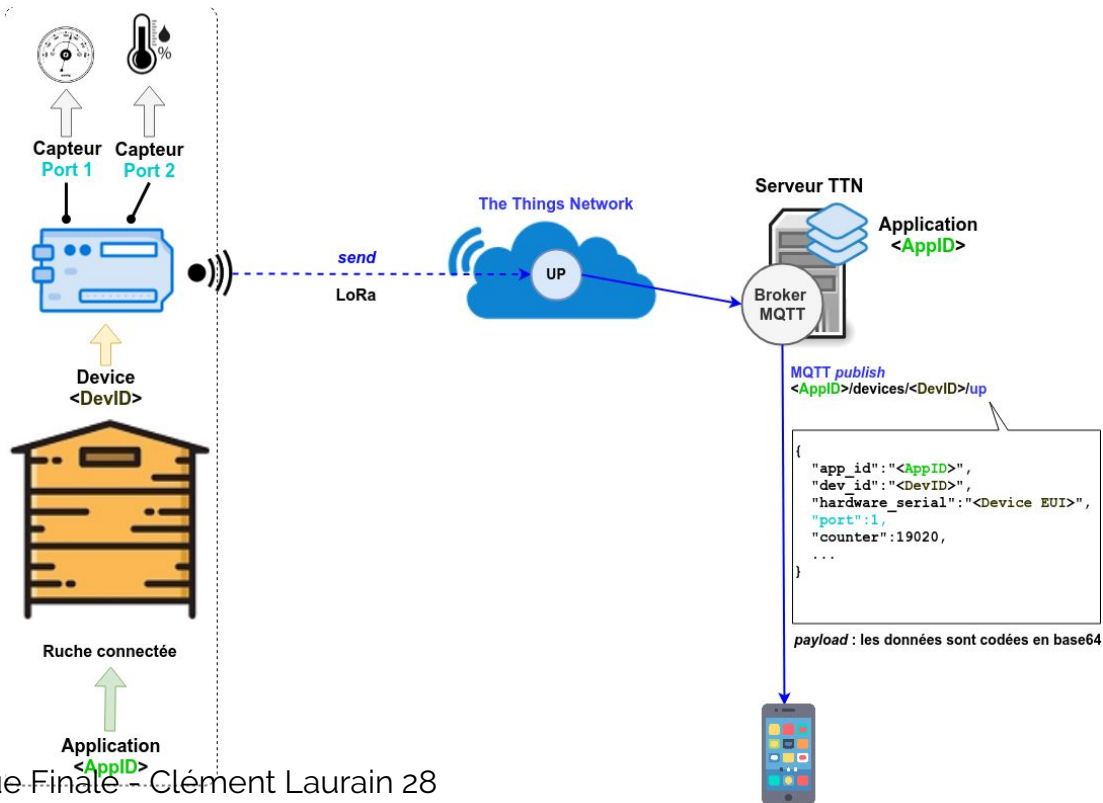 %
Capteur
Port 1
Capteur
Port 2
Device
<DevID>
Ruche connectée
Application
<AppID>
send
LoRa
The Things Network
UP
Serveur TTN
Application
<AppID>
Broker
MQTT
MQTT publish
<AppID>/devices/<DevID>/up
{
"app_id":"<AppID>",
"dev_id":"<DevID>",
"hardware_serial":"<Device EUI>",
"port":1,
"counter":19020,
...
}
payload : les données sont codées en base64
ue Finale - Clément Laurain 28